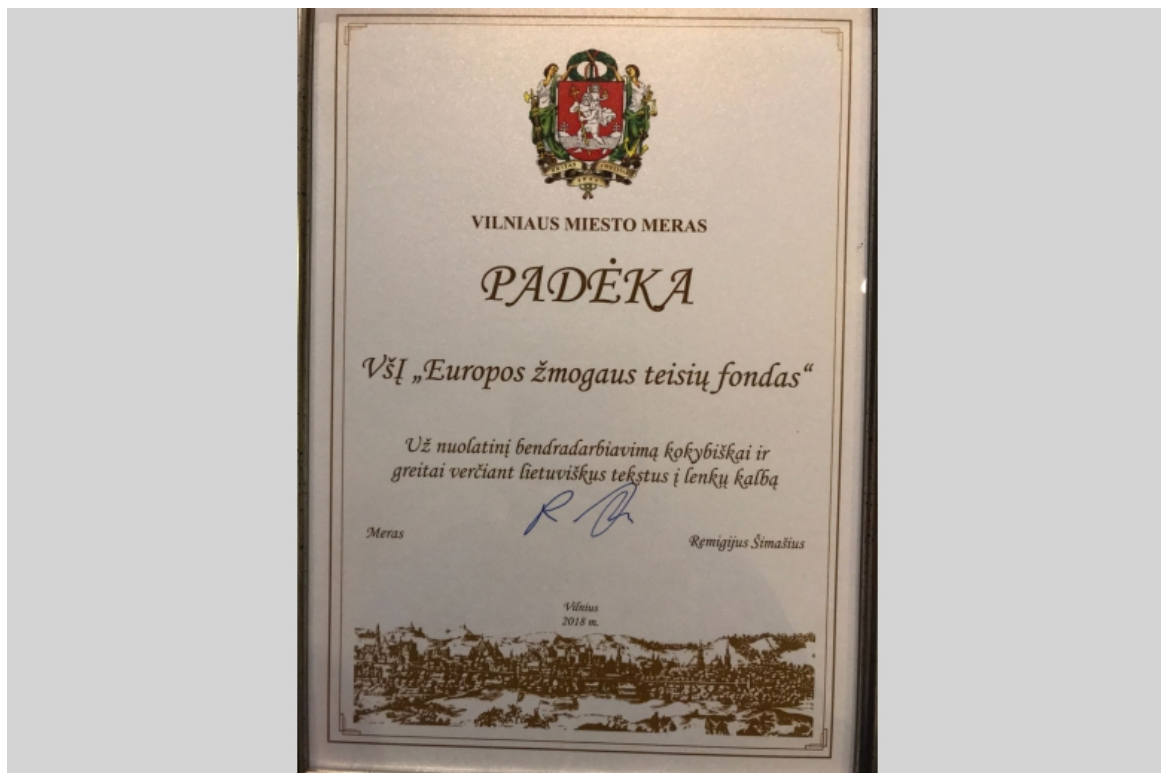 VILNIAUS MIESTO MERAS
PADĖKA
VšĮ „Europos žmogaus teisių fondas“
Už nuolatinį bendradarbiavimą kokybiškai ir
greitai verčiant lietuviškus tekstus į lenkų kalbą
Meras
Remigijus Šimašius
Vilnius
2018 m.